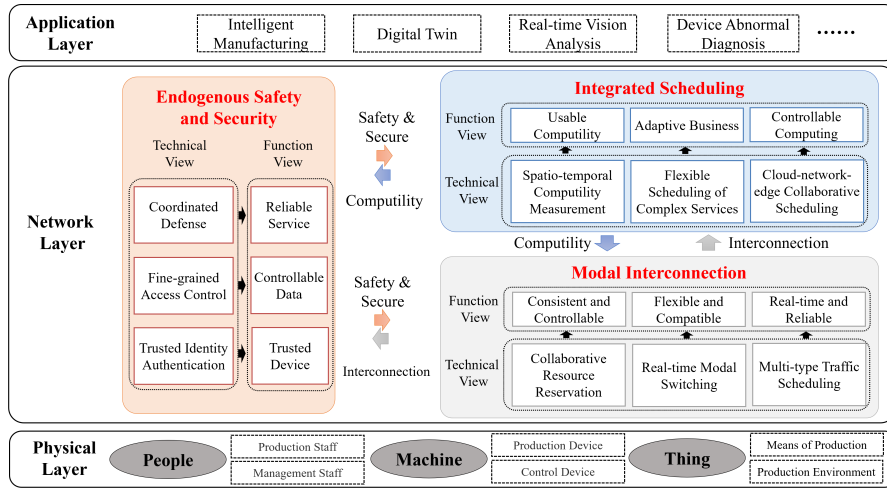 Application
Layer
Intelligent
Manufacturing
Digital Twin
Real-time Vision
Analysis
Device Abnormal
Diagnosis
......
Network
Layer
Endogenous Safety
and Security
Technical
View
Function
View
Coordinated
Defense
Reliable
Service
Fine-grained
Access Control
Controllable
Data
Trusted Identity
Authentication
Trusted
Device
Safety &
Secure
Computility
Safety &
Secure
Interconnection
Integrated Scheduling
Function
View
Usable
Computility
Adaptive Business
Controllable
Computing
Technical
View
Spatio-temporal
Computility
Measurement
Flexible
Scheduling of
Complex Services
Cloud-network-
edge Collaborative
Scheduling
Computility
Interconnection
Modal Interconnection
Function
View
Consistent and
Controllable
Flexible and
Compatible
Real-time and
Reliable
Technical
View
Collaborative
Resource
Reservation
Real-time Modal
Switching
Multi-type Traffic
Scheduling
Physical
Layer
People
Production Staff
Management Staff
Machine
Production Device
Control Device
Thing
Means of Production
Production Environment